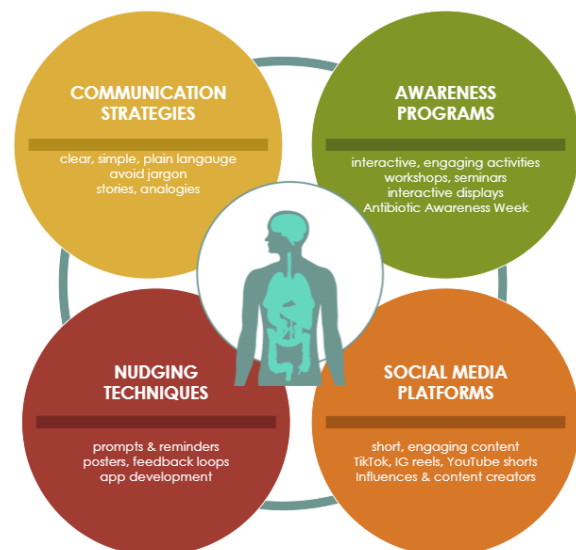 COMMUNICATION
STRATEGIES
clear, simple, plain langauge
avoid jargon
stories, analogies
AWARENESS
PROGRAMS
interactive, engaging activities
workshops, seminars
interactive displays
Antibiotic Awareness Week
NUDGING
TECHNIQUES
prompts & reminders
posters, feedback loops
app development
SOCIAL MEDIA
PLATFORMS
short, engaging content
TikTok, IG reels, YouTube shorts
Influences & content creators